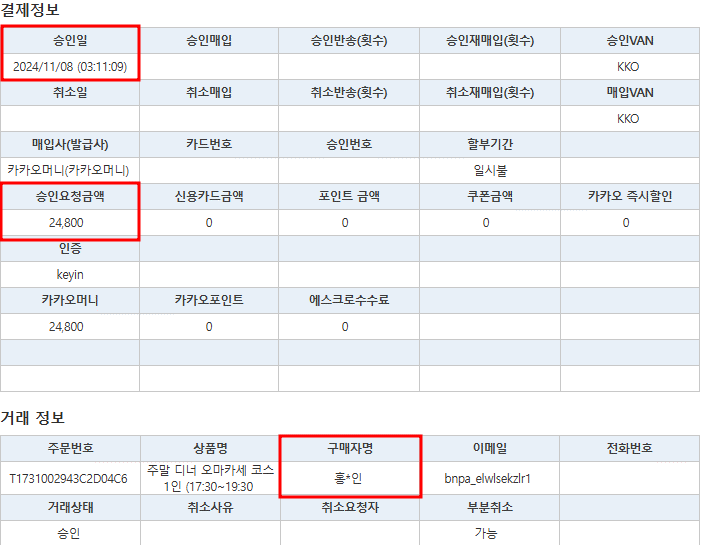 결제정보
승인일 승인매입 승인반송(횟수) 승인재매입(횟수) 승인VAN
2024/11/08 (03:11:09) KKO
취소일 취소매입 취소반송(횟수) 취소재매입(횟수) 매입VAN
KKO
매입사(발급사) 카드번호 승인번호 할부기간
카카오머니(카카오머니) 일시불
승인요청금액 신용카드금액 포인트 금액 쿠폰금액 카카오 즉시할인
24,800 0 0 0 0
인증
keyin
카카오머니 카카오포인트 에스크로수수료
24,800 0 0
거래 정보
주문번호 상품명 구매자명 이메일 전화번호
T1731002943C2D04C6 주말 디너 오마카세 코스 1인 (17:30~19:30 홍*인 bnpa_elwlsekzlr1
거래상태 취소사유 취소요청자 부분취소
승인 가능